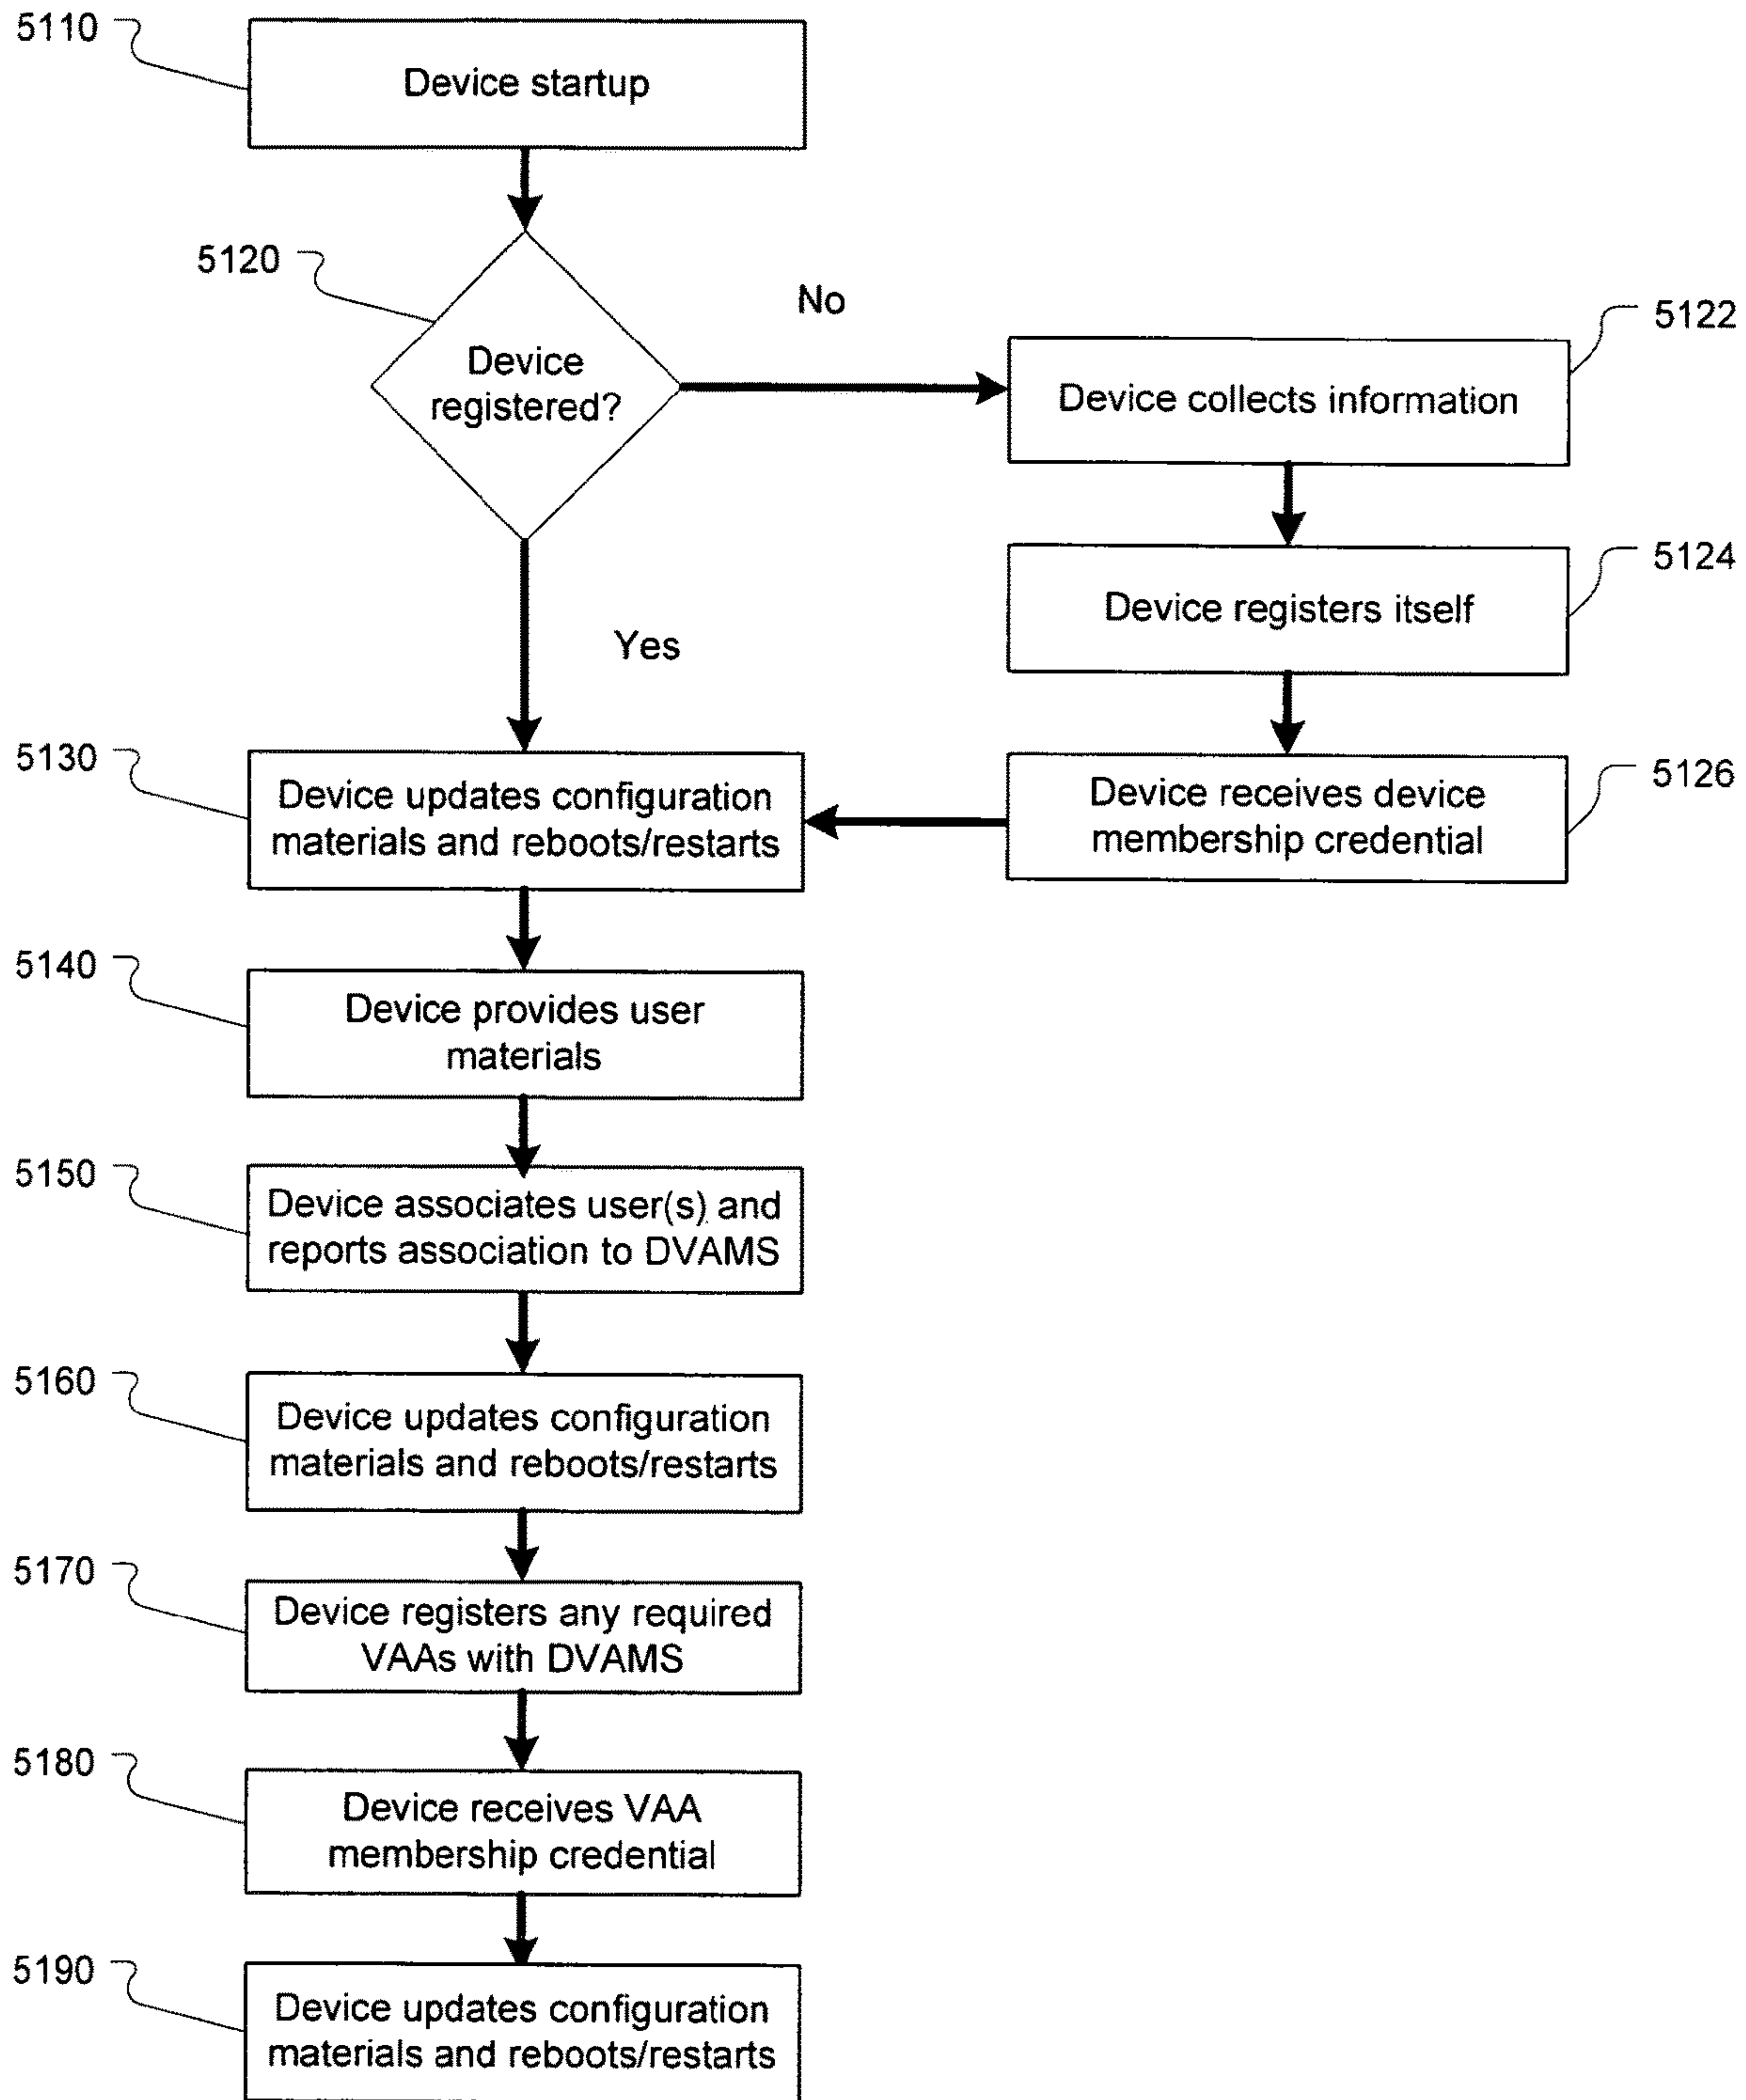 5110
Device startup
5120
No
Device
registered?
5122
Device collects information
5124
Device registers itself
Yes
5130
Device updates configuration
materials and reboots/restarts
5126
Device receives device
membership credential
5140
Device provides user
materials
5150
Device associates user(s) and
reports association to DVAMS
5160
Device updates configuration
materials and reboots/restarts
5170
Device registers any required
VAAs with DVAMS
5180
Device receives VAA
membership credential
5190
Device updates configuration
materials and reboots/restarts